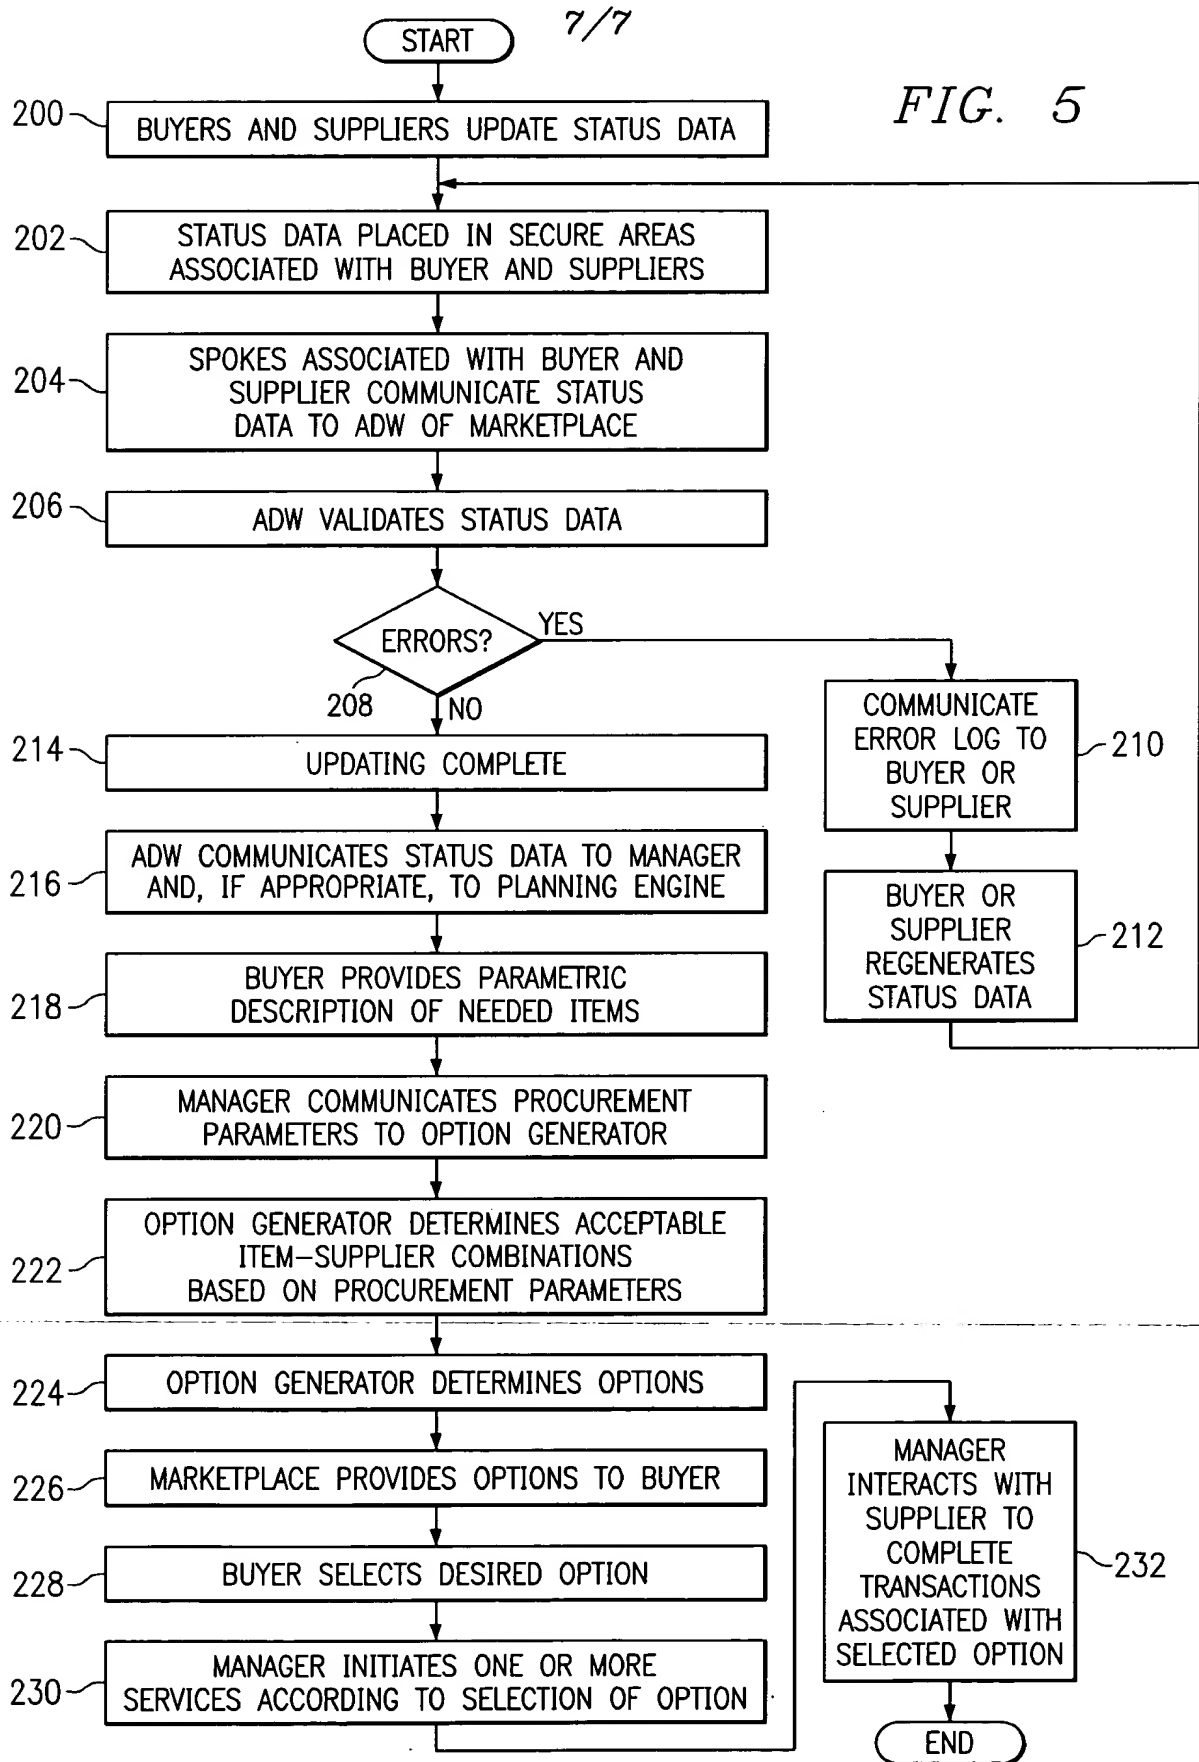 7/7
START
FIG. 5
200
BUYERS AND SUPPLIERS UPDATE STATUS DATA
202
STATUS DATA PLACED IN SECURE AREAS
ASSOCIATED WITH BUYER AND SUPPLIERS
204
SPOKES ASSOCIATED WITH BUYER AND
SUPPLIER COMMUNICATE STATUS
DATA TO ADW OF MARKETPLACE
206
ADW VALIDATES STATUS DATA
ERRORS?
YES
208
NO
COMMUNICATE
ERROR LOG TO
BUYER OR
SUPPLIER
210
BUYER OR
SUPPLIER
REGENERATES
STATUS DATA
212
214
UPDATING COMPLETE
216
ADW COMMUNICATES STATUS DATA TO MANAGER
AND, IF APPROPRIATE, TO PLANNING ENGINE
218
BUYER PROVIDES PARAMETRIC
DESCRIPTION OF NEEDED ITEMS
220
MANAGER COMMUNICATES PROCUREMENT
PARAMETERS TO OPTION GENERATOR
222
OPTION GENERATOR DETERMINES ACCEPTABLE
ITEM-SUPPLIER COMBINATIONS
BASED ON PROCUREMENT PARAMETERS
224
OPTION GENERATOR DETERMINES OPTIONS
226
MARKETPLACE PROVIDES OPTIONS TO BUYER
228
BUYER SELECTS DESIRED OPTION
230
MANAGER INITIATES ONE OR MORE
SERVICES ACCORDING TO SELECTION OF OPTION
MANAGER
INTERACTS WITH
SUPPLIER TO
COMPLETE
TRANSACTIONS
ASSOCIATED WITH
SELECTED OPTION
232
END